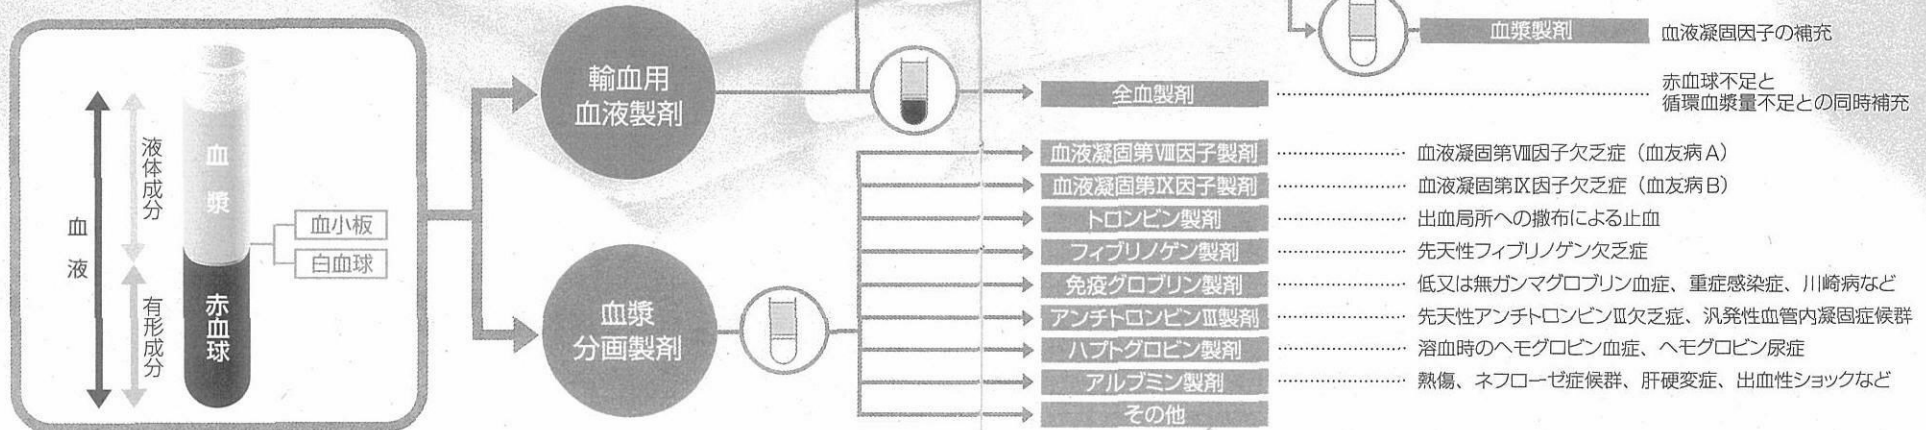 血液
液体成分
有形成分
血漿
赤血球
血小板
白血球
輸血用
血液製剤
血漿
分画製剤
血漿製剤 血液凝固因子の補充
全血製剤 赤血球不足と
循環血漿量不足との同時補充
血液凝固第Ⅷ因子製剤 血液凝固第Ⅷ因子欠乏症（血友病A）
血液凝固第Ⅸ因子製剤 血液凝固第Ⅸ因子欠乏症（血友病B）
トロンビン製剤 出血局所への撒布による止血
フィブリノゲン製剤 先天性フィブリノゲン欠乏症
免疫グロブリン製剤 低又は無ガンマグロブリン血症、重症感染症、川崎病など
アンチトロンビンⅢ製剤 先天性アンチトロンビンⅢ欠乏症、汎発性血管内凝固症候群
ハプトグロビン製剤 溶血時のヘモグロビン血症、ヘモグロビン尿症
アルブミン製剤 熱傷、ネフローゼ症候群、肝硬変症、出血性ショックなど
その他